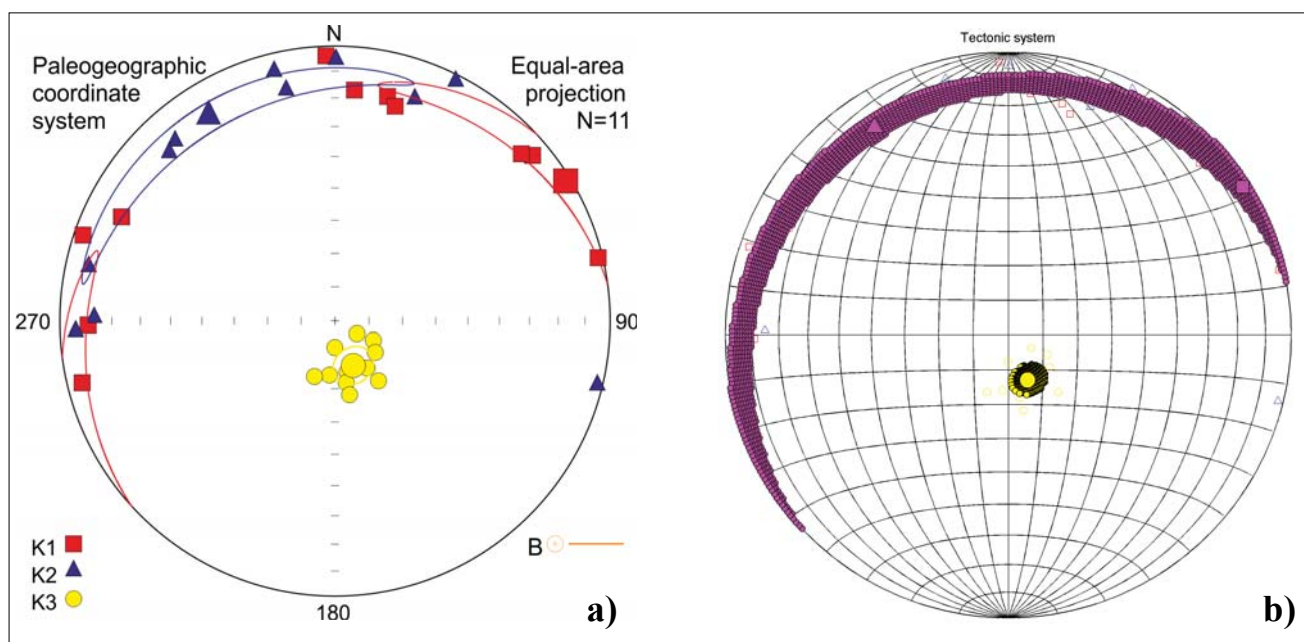 N
Paleogeographic
coordinate
system
Equal-area
projection
N=11
270
90
K1
K2
K3
B
180
a)
Tectonic system
b)